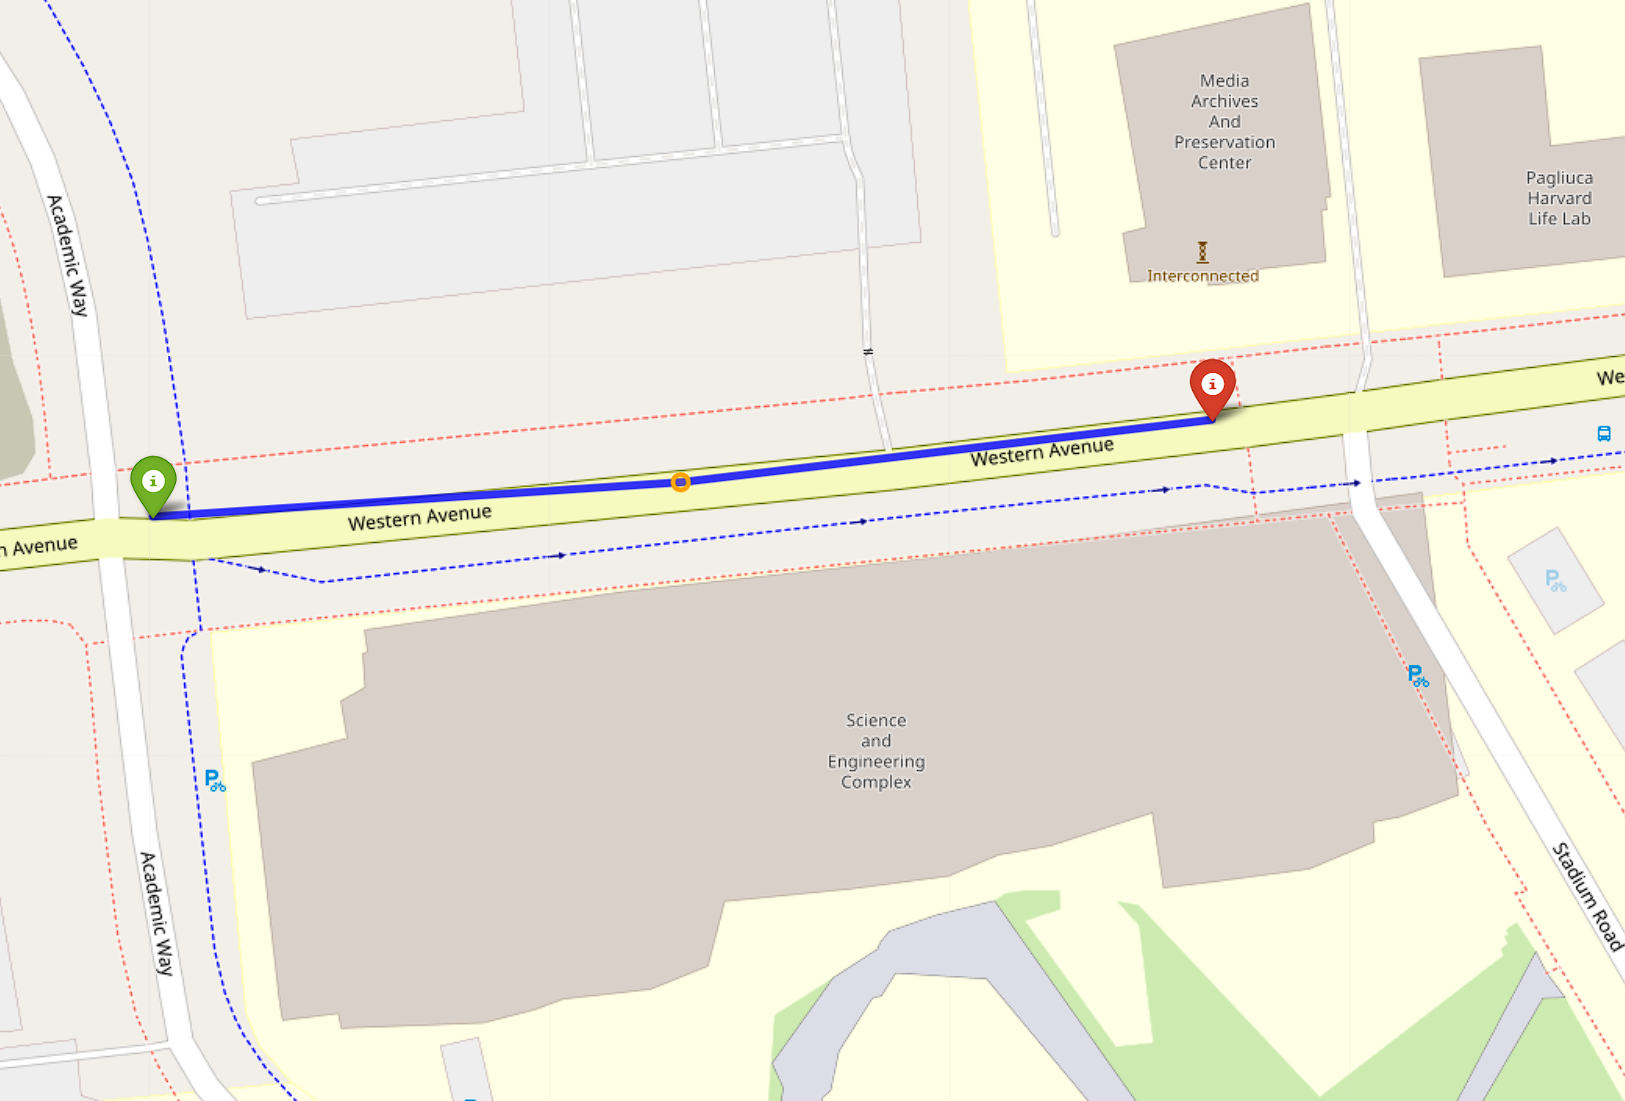 Media
Archives
And
Preservation
Center
Pagliuca
Harvard
Life Lab
Academic Way
Interconnected
We
Western Avenue
Western Avenue
n Avenue
P
P
P
Science
and
Engineering
Complex
Academic Way
Stadium Road